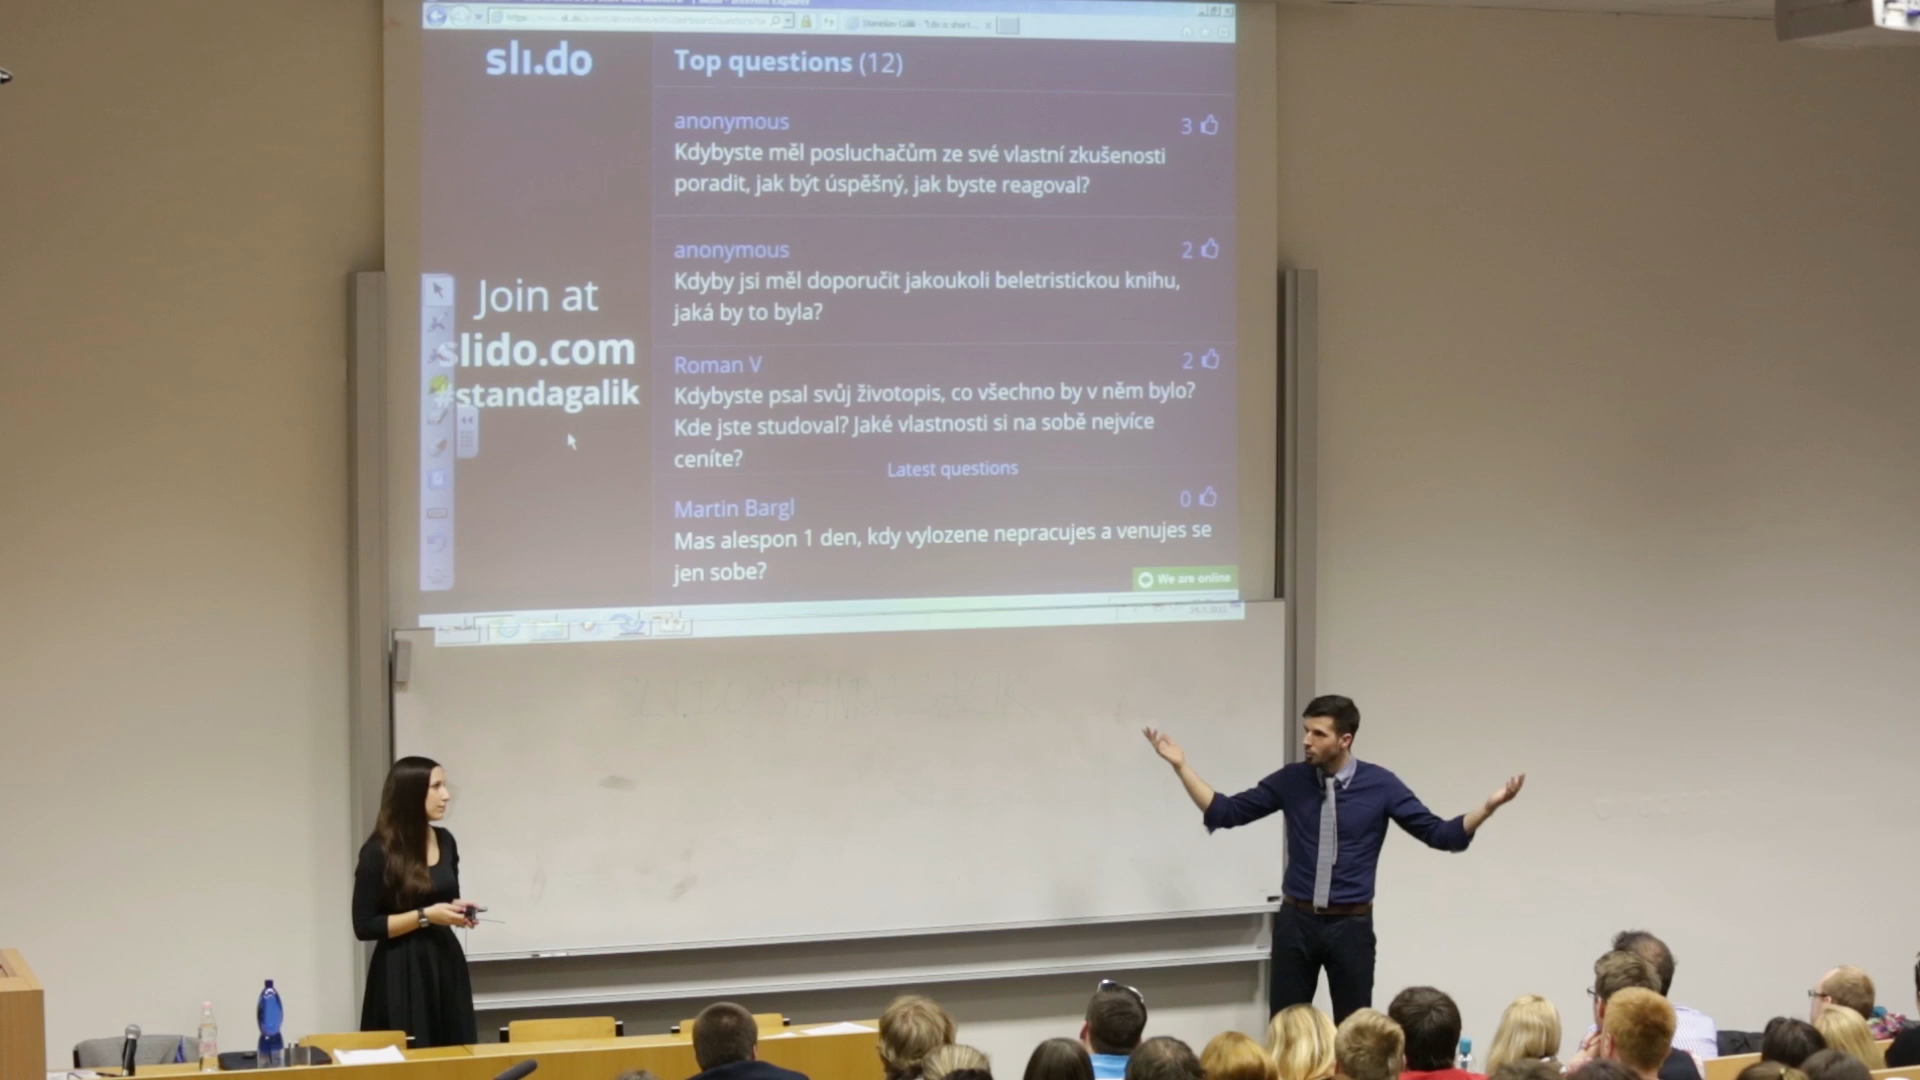 sli.do
Top questions (12)
anonymous
3
Kdybyste měl posluchačům ze své vlastní zkušenosti
poradit, jak být úspěšný, jak byste reagoval?
anonymous
2
Kdyby jsi měl doporučit jakoukoli beletristickou knihu,
jaká by to byla?
Join at
slido.com
#standagalik
Roman V
2
Kdybyste psal svůj životopis, co všechno by v něm bylo?
Kde jste studoval? Jaké vlastnosti si na sobě nejvíce
ceníte?
Latest questions
Martin Bargl
0
Mas alespon 1 den, kdy vylozene nepracujes a venujes se
jen sobe?
We are online